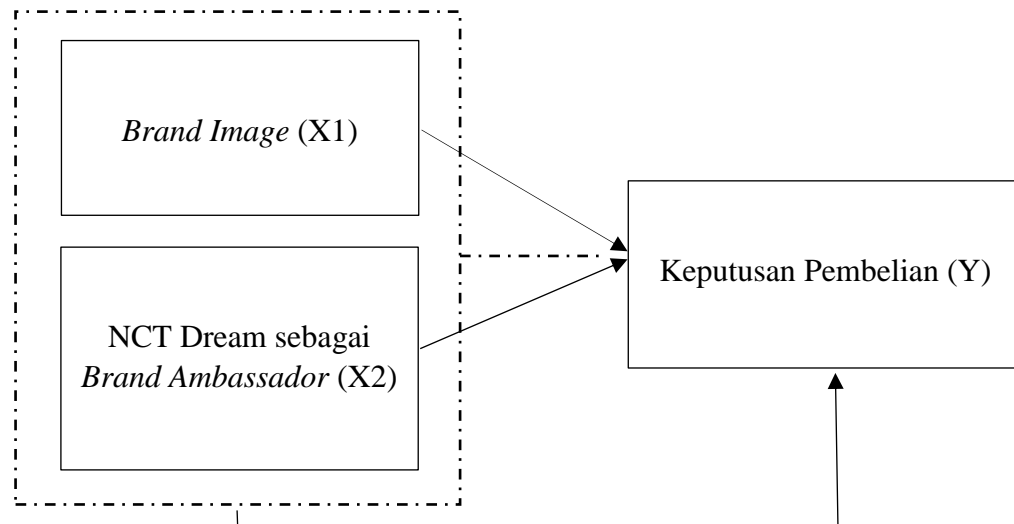 Brand Image (X1)
Keputusan Pembelian (Y)
NCT Dream sebagai
Brand Ambassador (X2)